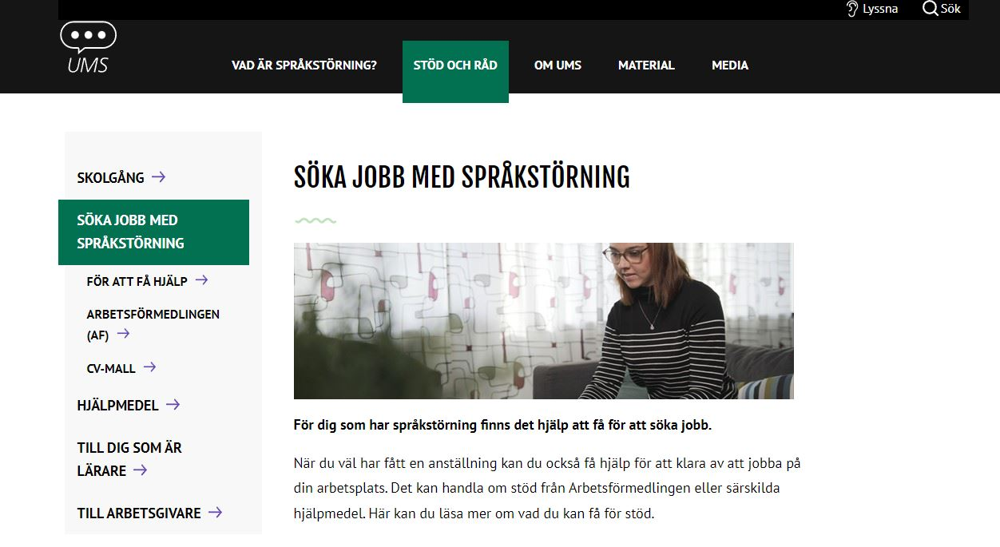 Lyssna
Sök
UMS
VAD ÄR SPRÅKSTÖRNING?
STÖD OCH RÅD
OM UMS
MATERIAL
MEDIA
SKOLGÅNG
SÖKA JOBB MED
SPRÅKSTÖRNING
FÖR ATT FÅ HJÄLP
ARBETSFÖRMEDLINGEN
(AF)
CV-MALL
HJÄLPMEDEL
TILL DIG SOM ÄR
LÄRARE
TILL ARBETSGIVARE
SÖKA JOBB MED SPRÅKSTÖRNING
För dig som har språkstörning finns det hjälp att få för att söka jobb.
När du väl har fått en anställning kan du också få hjälp för att klara av att jobba på
din arbetsplats. Det kan handla om stöd från Arbetsförmedlingen eller särskilda
hjälpmedel. Här kan du läsa mer om vad du kan få för stöd.